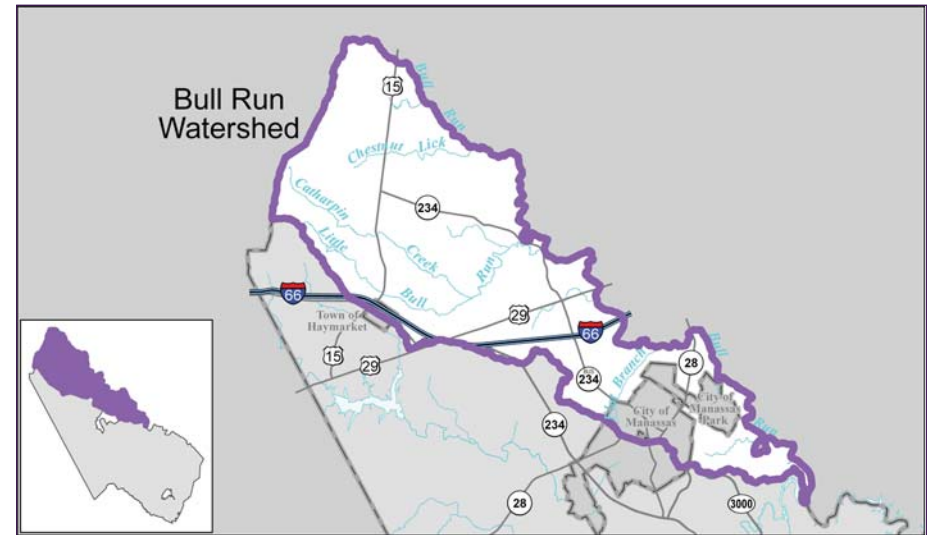 Bull Run
Watershed
15
Bull
Run
Chestnut Lick
Catharpin
Creek
234
Little
Bull
Run
66
Town of
Haymarket
29
66
15
29
Bull
28
Branch
234
City of
Manassas
Park
City of
Manassas
234
Run
28
3000